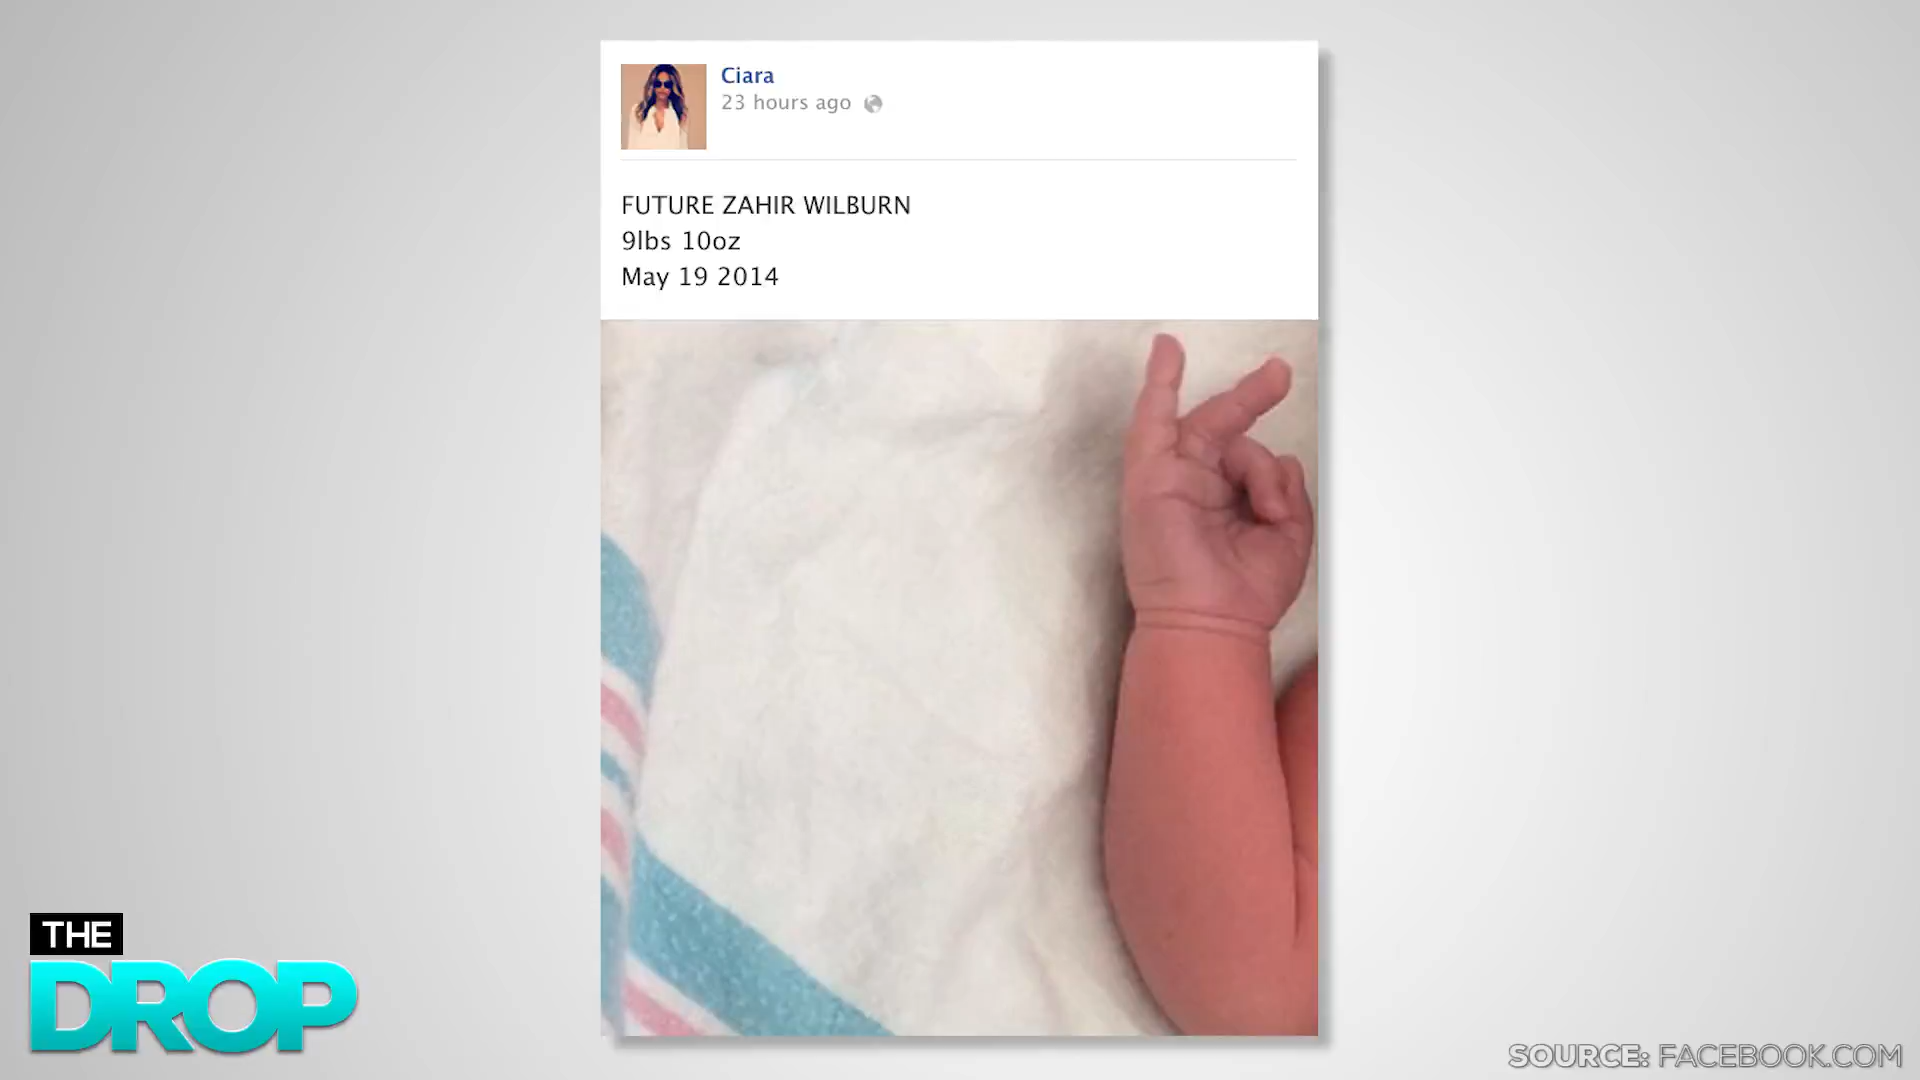 Ciara
23 hours ago
FUTURE ZAHIR WILBURN
9lbs 10oz
May 19 2014
THE
DROP
SOURCE: FACEBOOK.COM